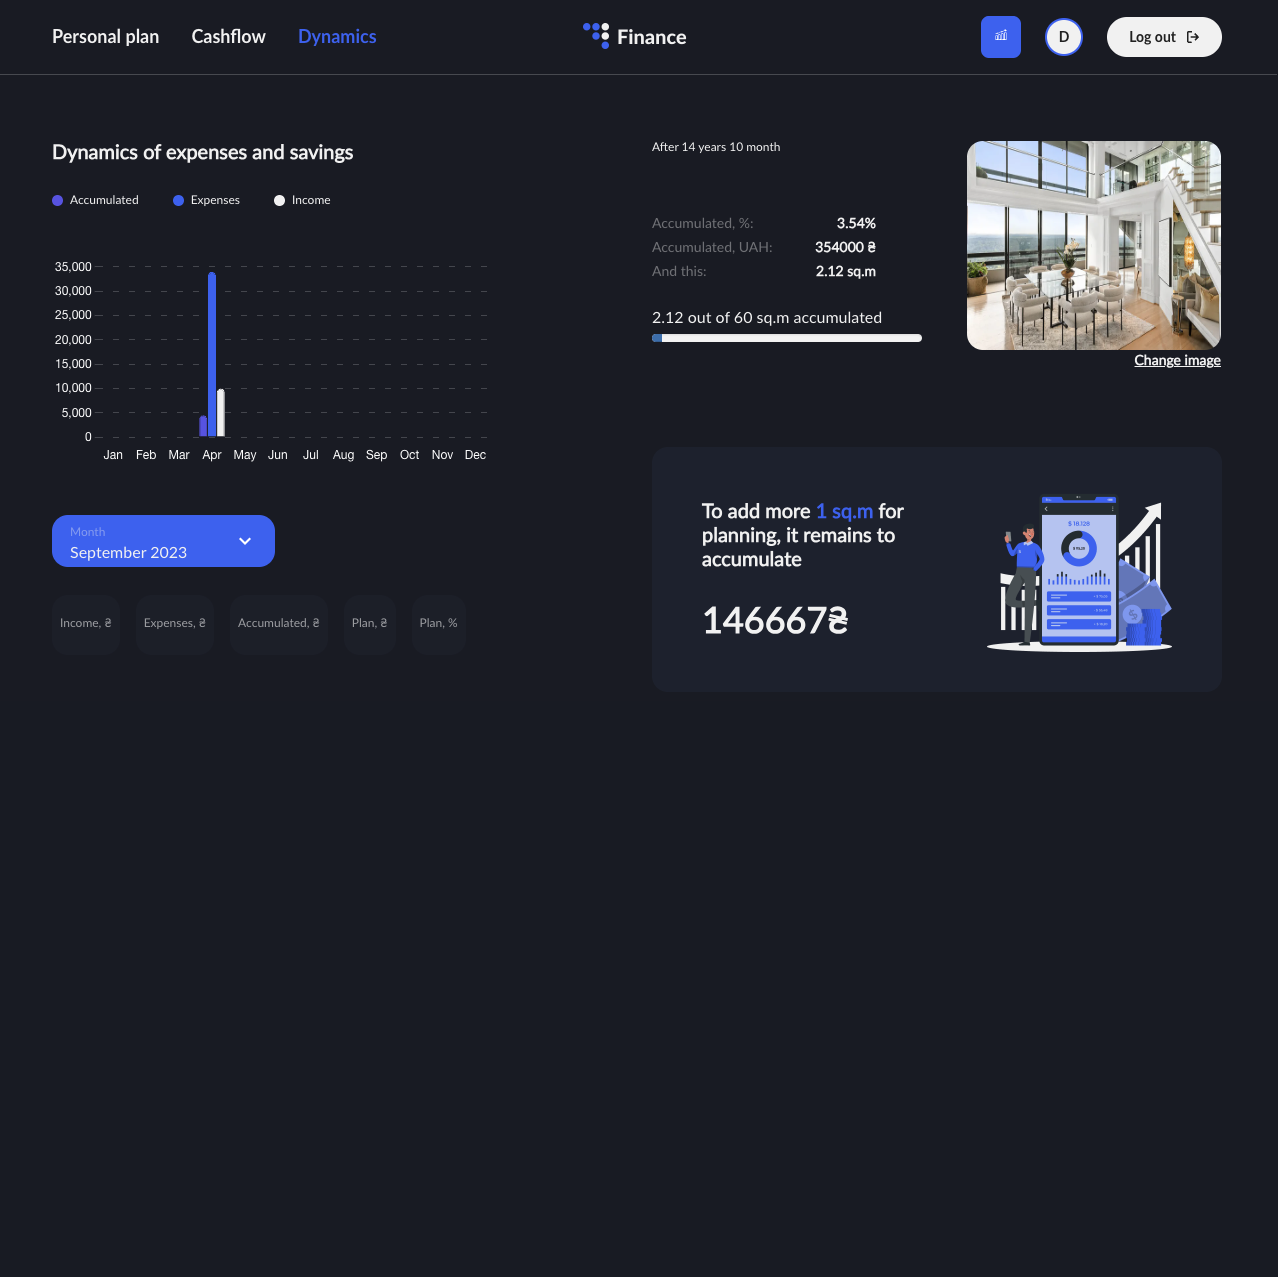 Personal plan Cashflow Dynamics
Finance
D
Log out
Dynamics of expenses and savings
Accumulated Expenses Income
35,000
30,000
25,000
20,000
15,000
10,000
5,000
0
Jan Feb Mar Apr May Jun Jul Aug Sep Oct Nov Dec
Month
September 2023
Income, ₴ Expenses, ₴ Accumulated, ₴ Plan, ₴ Plan, %
After 14 years 10 month
Accumulated, %: 3.54%
Accumulated, UAH: 354000 ₴
And this: 2.12 sq.m
2.12 out of 60 sq.m accumulated
Change image
To add more 1 sq.m for
planning, it remains to
accumulate
146667₴
$ 18.128